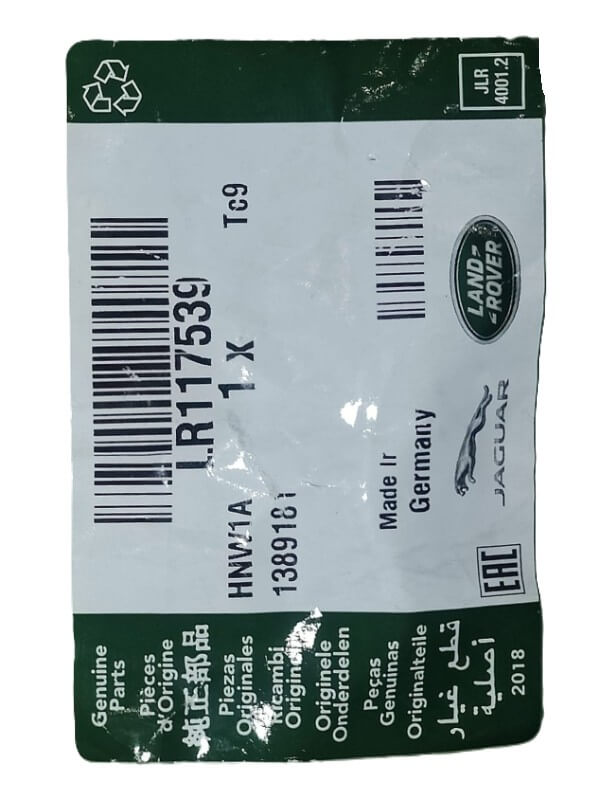 Genuine
Parts
Pièces
d'Origine
純正部品
Piezas
Originales
Ricambi
Originali
Originele
Onderdelen
Peças
Genuinas
Originalteile
قطع غيار
أصلية
2018
LR117539
HNW1A 1 X Tc9
1389181
Made In
Germany
EAC
JAGUAR
LAND
ROVER
JLR
4001.2